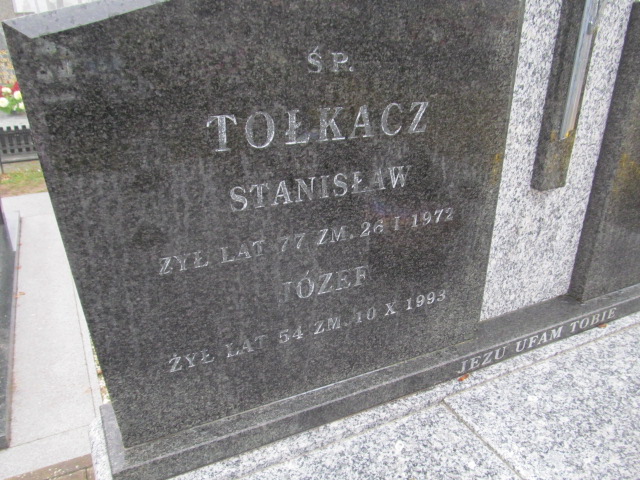 ŚP.
TOŁKACZ
STANISŁAW
ŻYŁ LAT 77 ZM. 26 I 1972
JÓZEF
ŻYŁ LAT 54 ZM. 10 X 1993
JEZU UFAM TOBIE